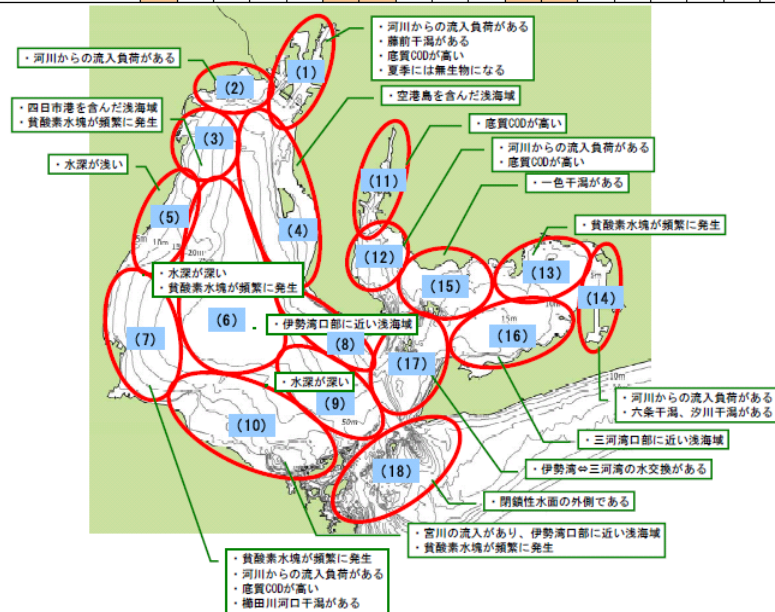 ・河川からの流入負荷がある
・藤前干潟がある
・底質CODが高い
・夏季には無生物になる
・河川からの流入負荷がある
(1)
(2)
・空港島を含んだ浅海域
・四日市港を含んだ浅海域
・貧酸素水塊が頻繁に発生
(3)
・底質CODが高い
・河川からの流入負荷がある
・底質CODが高い
・水深が浅い
・一色干潟がある
(11)
(5)
(4)
・貧酸素水塊が頻繁に発生
5m
10m
15m
20m
(12)
(13)
5m
・水深が深い
・貧酸素水塊が頻繁に発生
(15)
(14)
10m
15m
(6)
・伊勢湾口部に近い浅海域
(16)
(7)
(8)
(17)
・水深が深い
10m
(9)
50m
(10)
・河川からの流入負荷がある
・六条干潟、汐川干潟がある
・三河湾口部に近い浅海域
(18)
・伊勢湾⇔三河湾の水交換がある
・閉鎖性水面の外側である
・宮川の流入があり、伊勢湾口部に近い浅海域
・貧酸素水塊が頻繁に発生
・貧酸素水塊が頻繁に発生
・河川からの流入負荷がある
・底質CODが高い
・櫛田川河口干潟がある